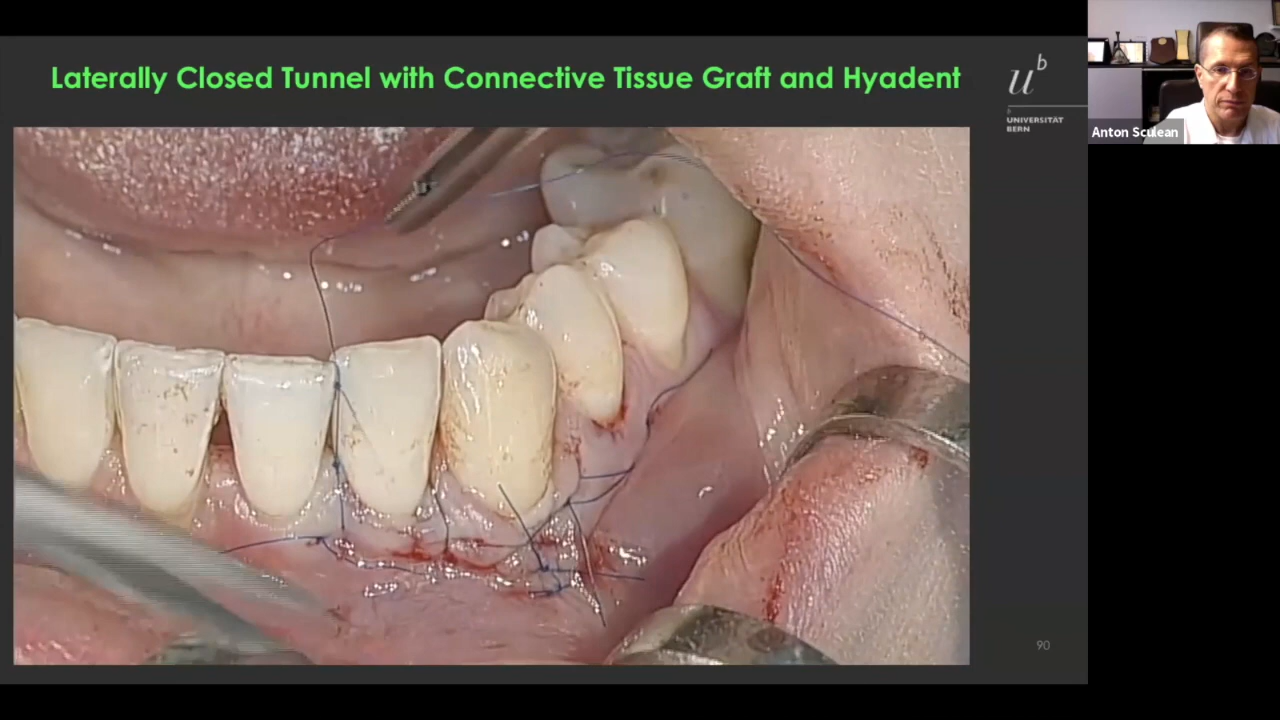 Laterally Closed Tunnel with Connective Tissue Graft and Hyadent
u^b
b
UNIVERSITÄT
BERN
Anton Sculean
90